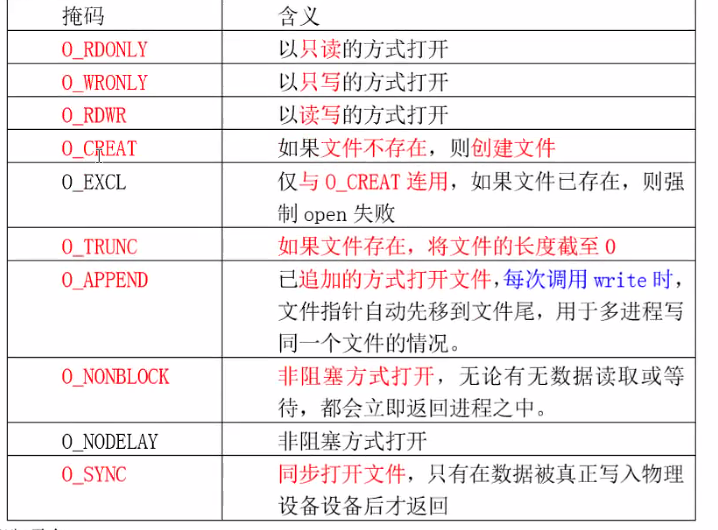 掩码 含义
O_RDONLY 以只读的方式打开
O_WRONLY 以只写的方式打开
O_RDWR 以读写的方式打开
O_CREAT 如果文件不存在，则创建文件
O_EXCL 仅与 O_CREAT 连用，如果文件已存在，则强
制 open 失败
O_TRUNC 如果文件存在，将文件的长度截至 0
O_APPEND 已追加的方式打开文件，每次调用 write 时，
文件指针自动先移到文件尾，用于多进程写
同一个文件的情况。
O_NONBLOCK 非阻塞方式打开，无论有无数据读取或等
待，都会立即返回进程之中。
O_NODELAY 非阻塞方式打开
O_SYNC 同步打开文件，只有在数据被真正写入物理
设备设备后才返回